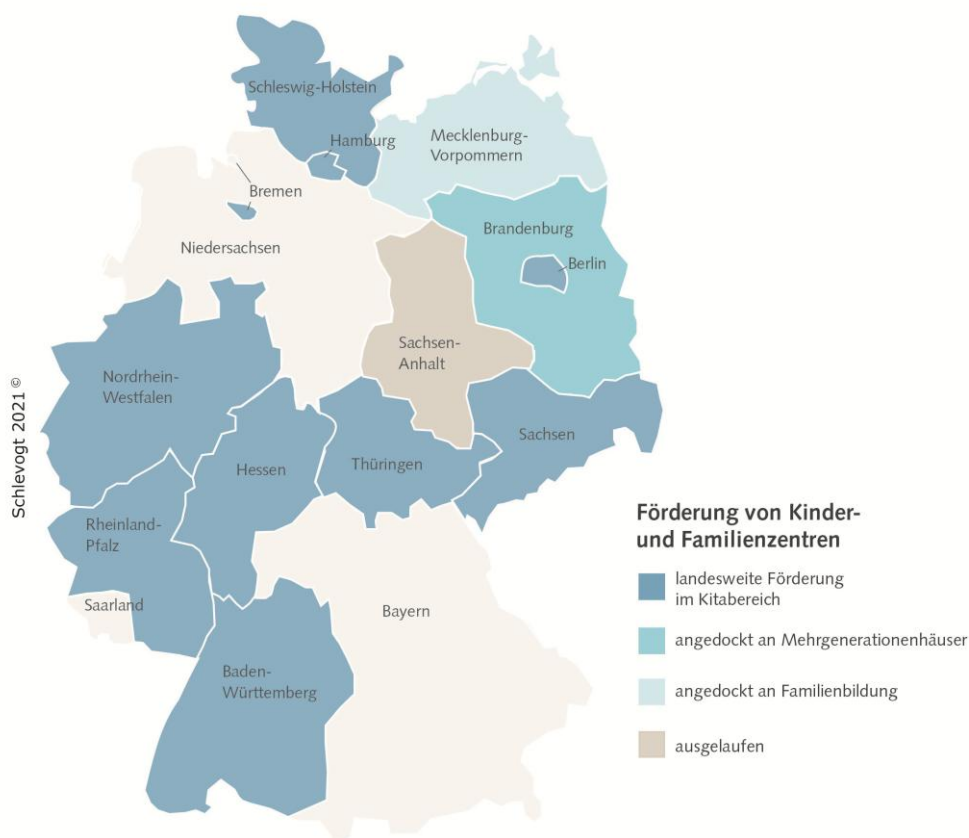 Schleswig-Holstein
Hamburg
Mecklenburg-
Vorpommern
Bremen
Niedersachsen
Brandenburg
Berlin
Sachsen-
Anhalt
Nordrhein-
Westfalen
Sachsen
Hessen
Thüringen
Rheinland-
Pfalz
Saarland
Bayern
Baden-
Württemberg
Schlevogt 2021 ©
Förderung von Kinder-
und Familienzentren
landesweite Förderung
im Kitabereich
angedockt an Mehrgenerationenhäuser
angedockt an Familienbildung
ausgelaufen